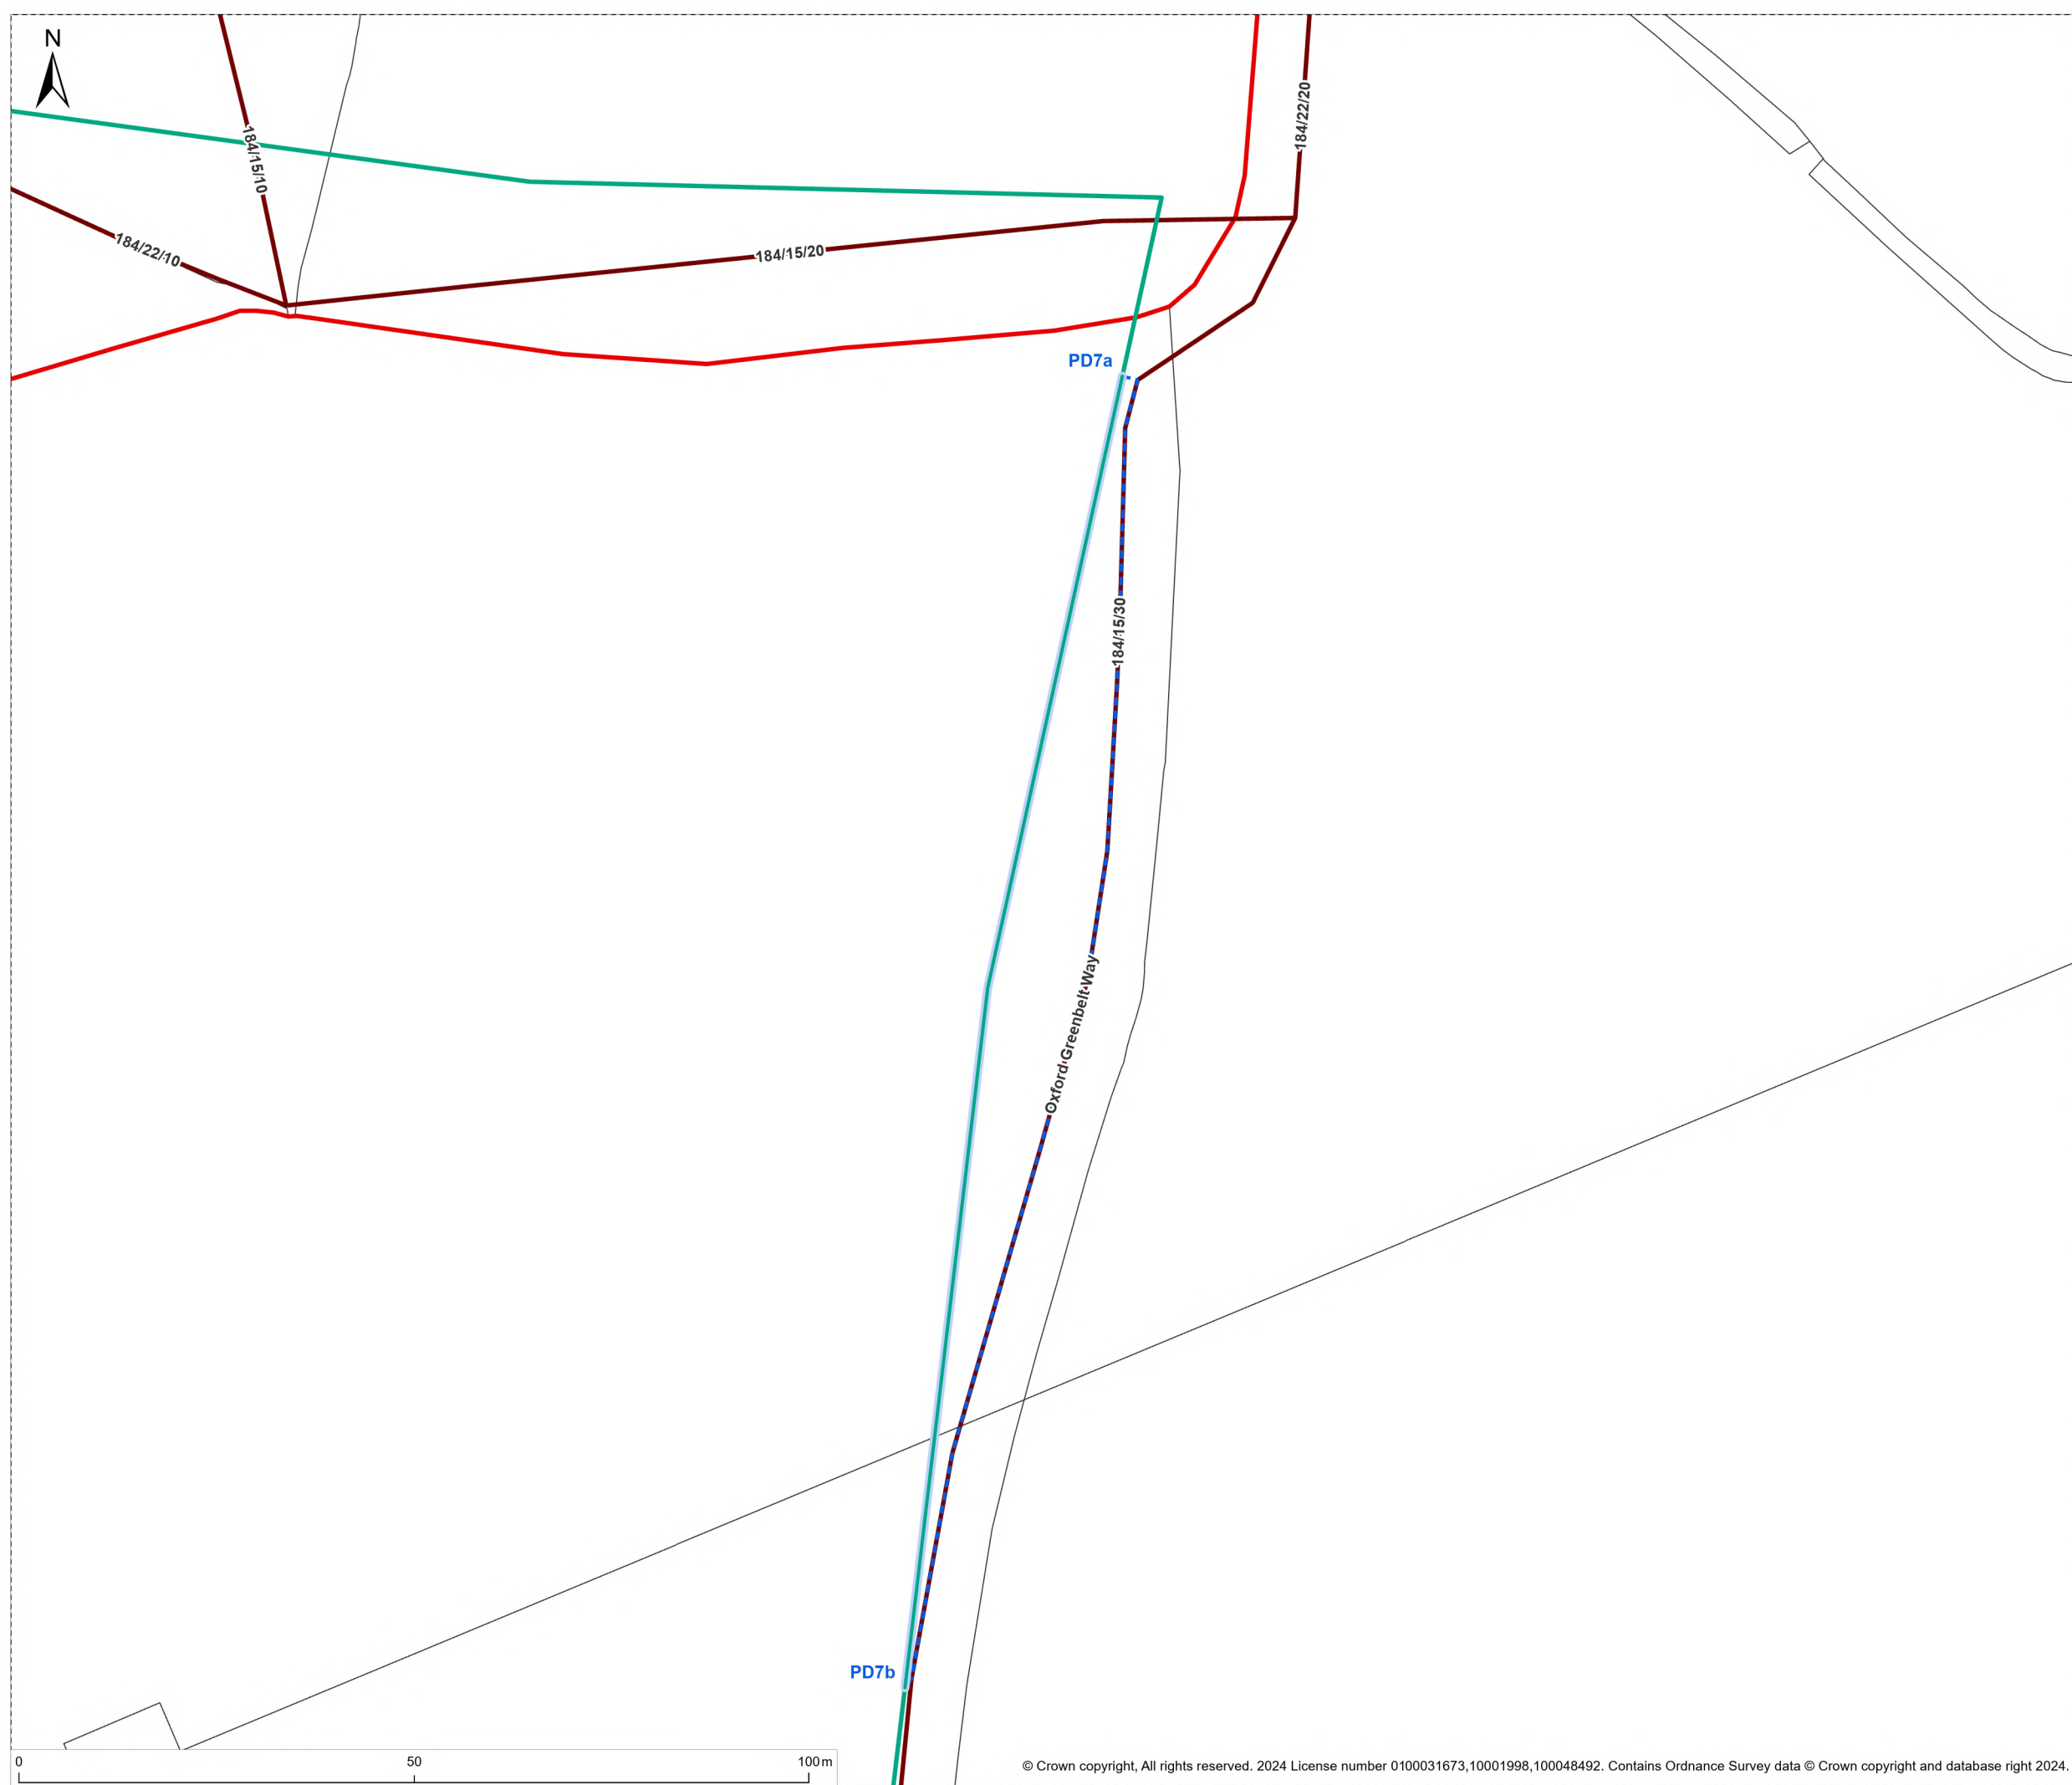 N
184/22/20
184/15/10
184/22/10
184/15/20
PD7a
184/15/30
Oxford Greenbelt Way
PD7b
0 50 100 m
© Crown copyright, All rights reserved. 2024 License number 0100031673,10001998,100048492. Contains Ordnance Survey data © Crown copyright and database right 2024.